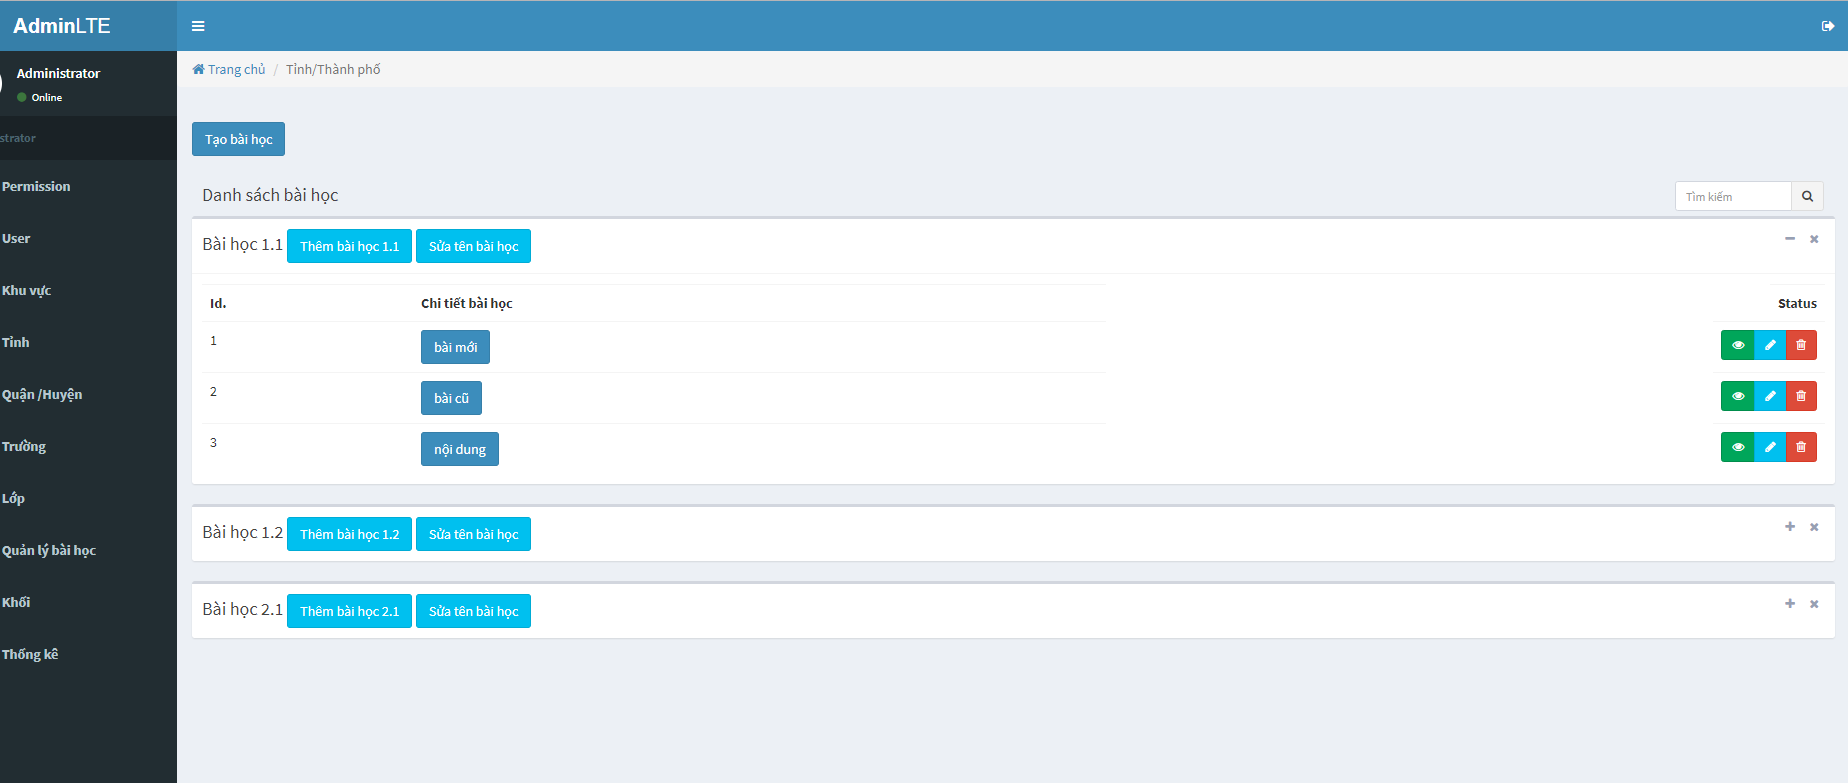 AdminLTE
Administrator
Online
strator
Permission
User
Khu vực
Tỉnh
Quận /Huyện
Trường
Lớp
Quản lý bài học
Khối
Thống kê
Trang chủ / Tỉnh/Thành phố
Tạo bài học
Danh sách bài học
Tìm kiếm
Bài học 1.1 Thêm bài học 1.1 Sửa tên bài học
Id. Chi tiết bài học Status
1 bài mới
2 bài cũ
3 nội dung
Bài học 1.2 Thêm bài học 1.2 Sửa tên bài học
Bài học 2.1 Thêm bài học 2.1 Sửa tên bài học